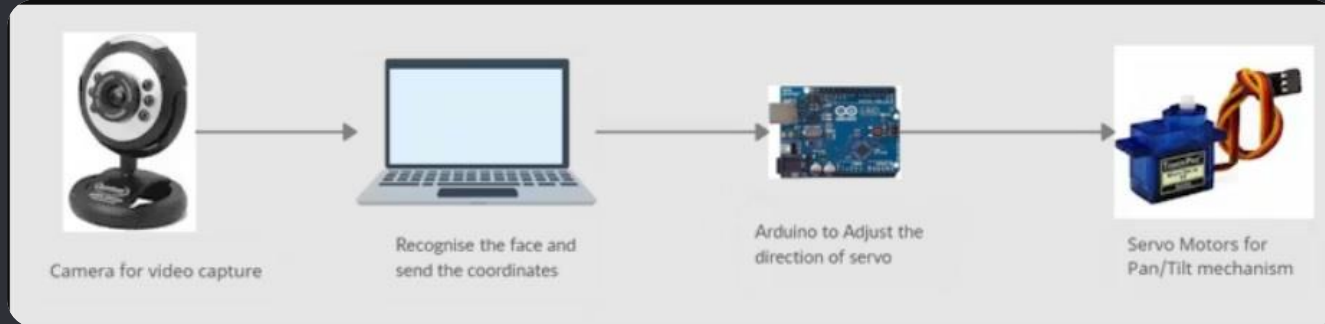 Camera for video capture
Recognise the face and
send the coordinates
Arduino to Adjust the
direction of servo
Servo Motors for
Pan/Tilt mechanism